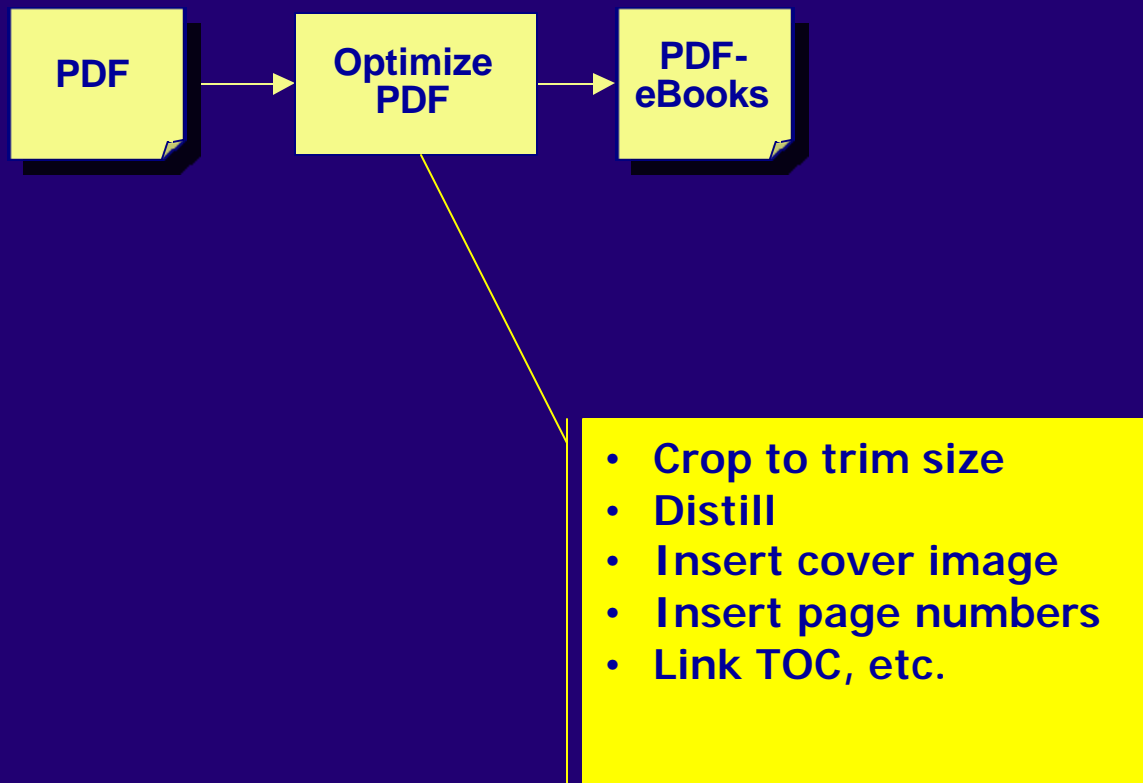 PDF
Optimize
PDF
PDF-
eBooks
• Crop to trim size
• Distill
• Insert cover image
• Insert page numbers
• Link TOC, etc.